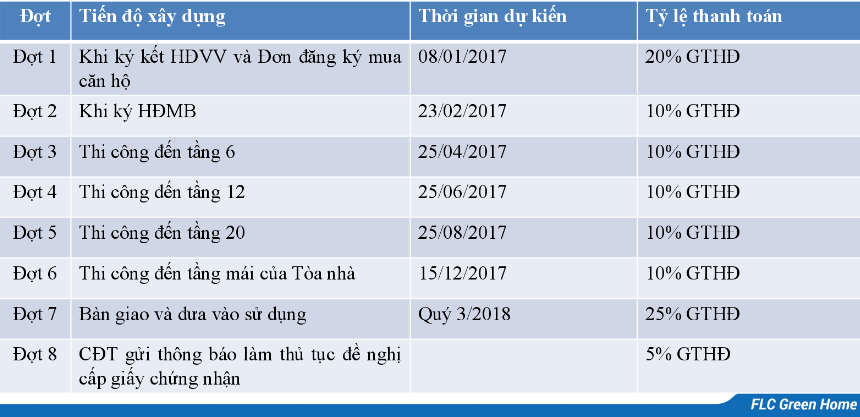 Đợt Tiến độ xây dựng Thời gian dự kiến Tỷ lệ thanh toán
Đợt 1 Khi ký kết HĐVV và Đơn đăng ký mua 08/01/2017 20% GTHĐ
căn hộ
Đợt 2 Khi ký HĐMB 23/02/2017 10% GTHĐ
Đợt 3 Thi công đến tầng 6 25/04/2017 10% GTHĐ
Đợt 4 Thi công đến tầng 12 25/06/2017 10% GTHĐ
Đợt 5 Thi công đến tầng 20 25/08/2017 10% GTHĐ
Đợt 6 Thi công đến tầng mái của Tòa nhà 15/12/2017 10% GTHĐ
Đợt 7 Bàn giao và đưa vào sử dụng Quý 3/2018 25% GTHĐ
Đợt 8 CĐT gửi thông báo làm thủ tục đề nghị 5% GTHĐ
cấp giấy chứng nhận
FLC Green Home